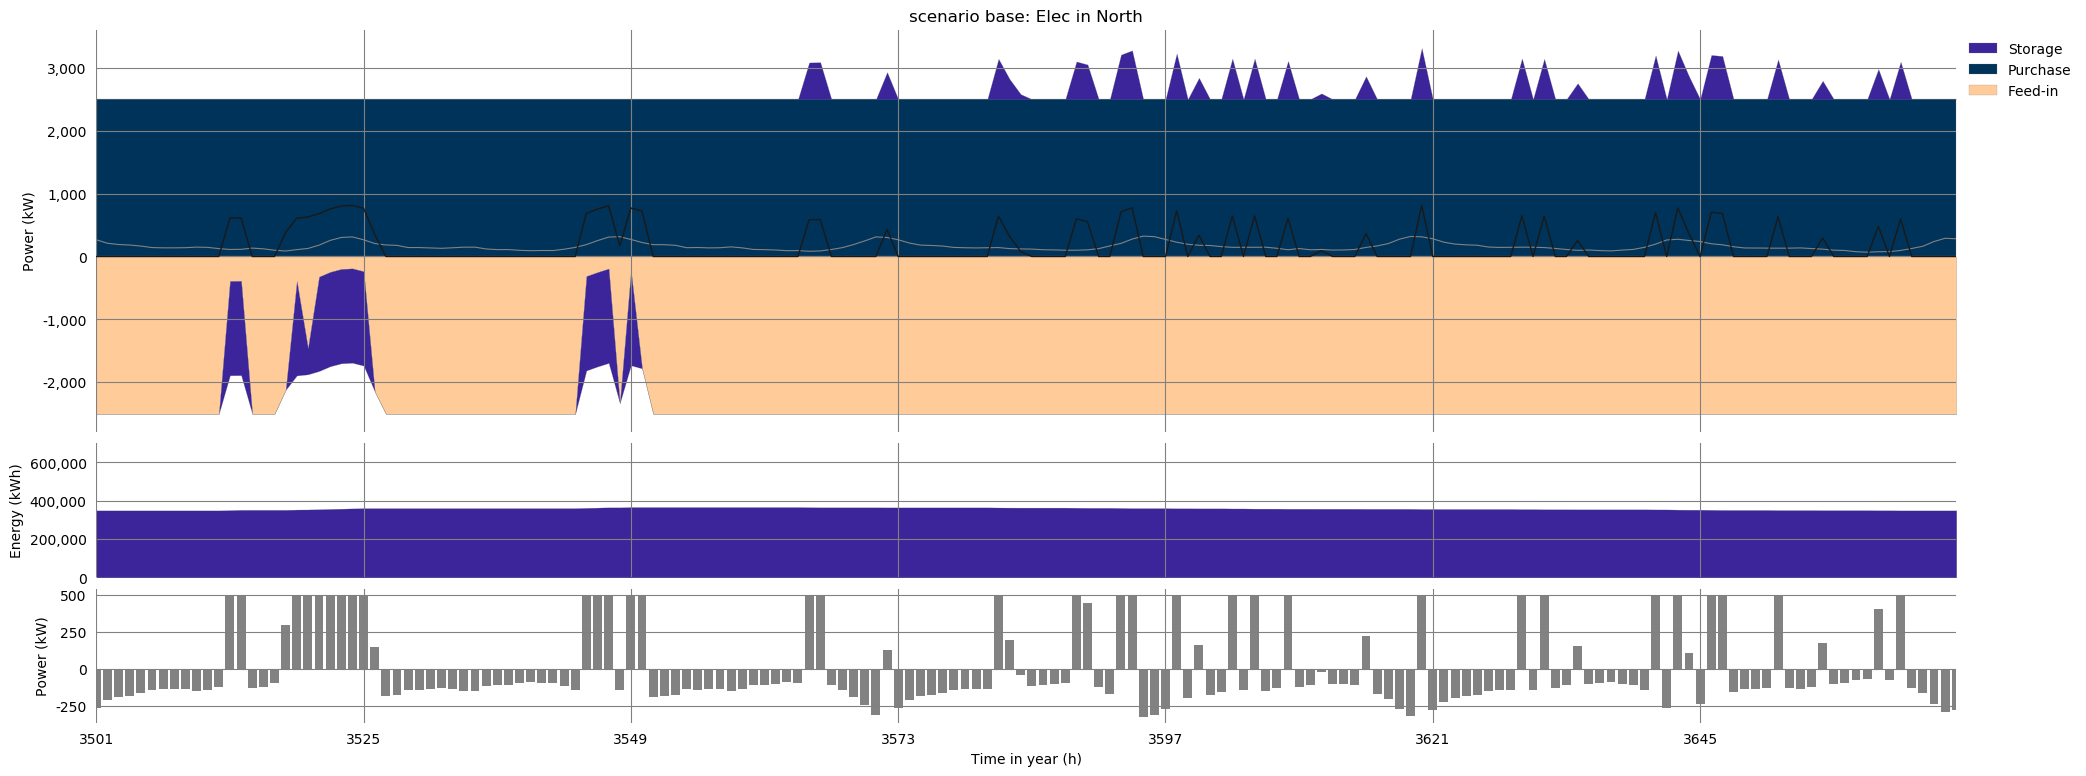 scenario base: Elec in North
Storage
Purchase
Feed-in
Power (kW)
3,000
2,000
1,000
0
-1,000
-2,000
Energy (kWh)
600,000
400,000
200,000
0
Power (kW)
500
250
0
-250
3501 3525 3549 3573 3597 3621 3645
Time in year (h)